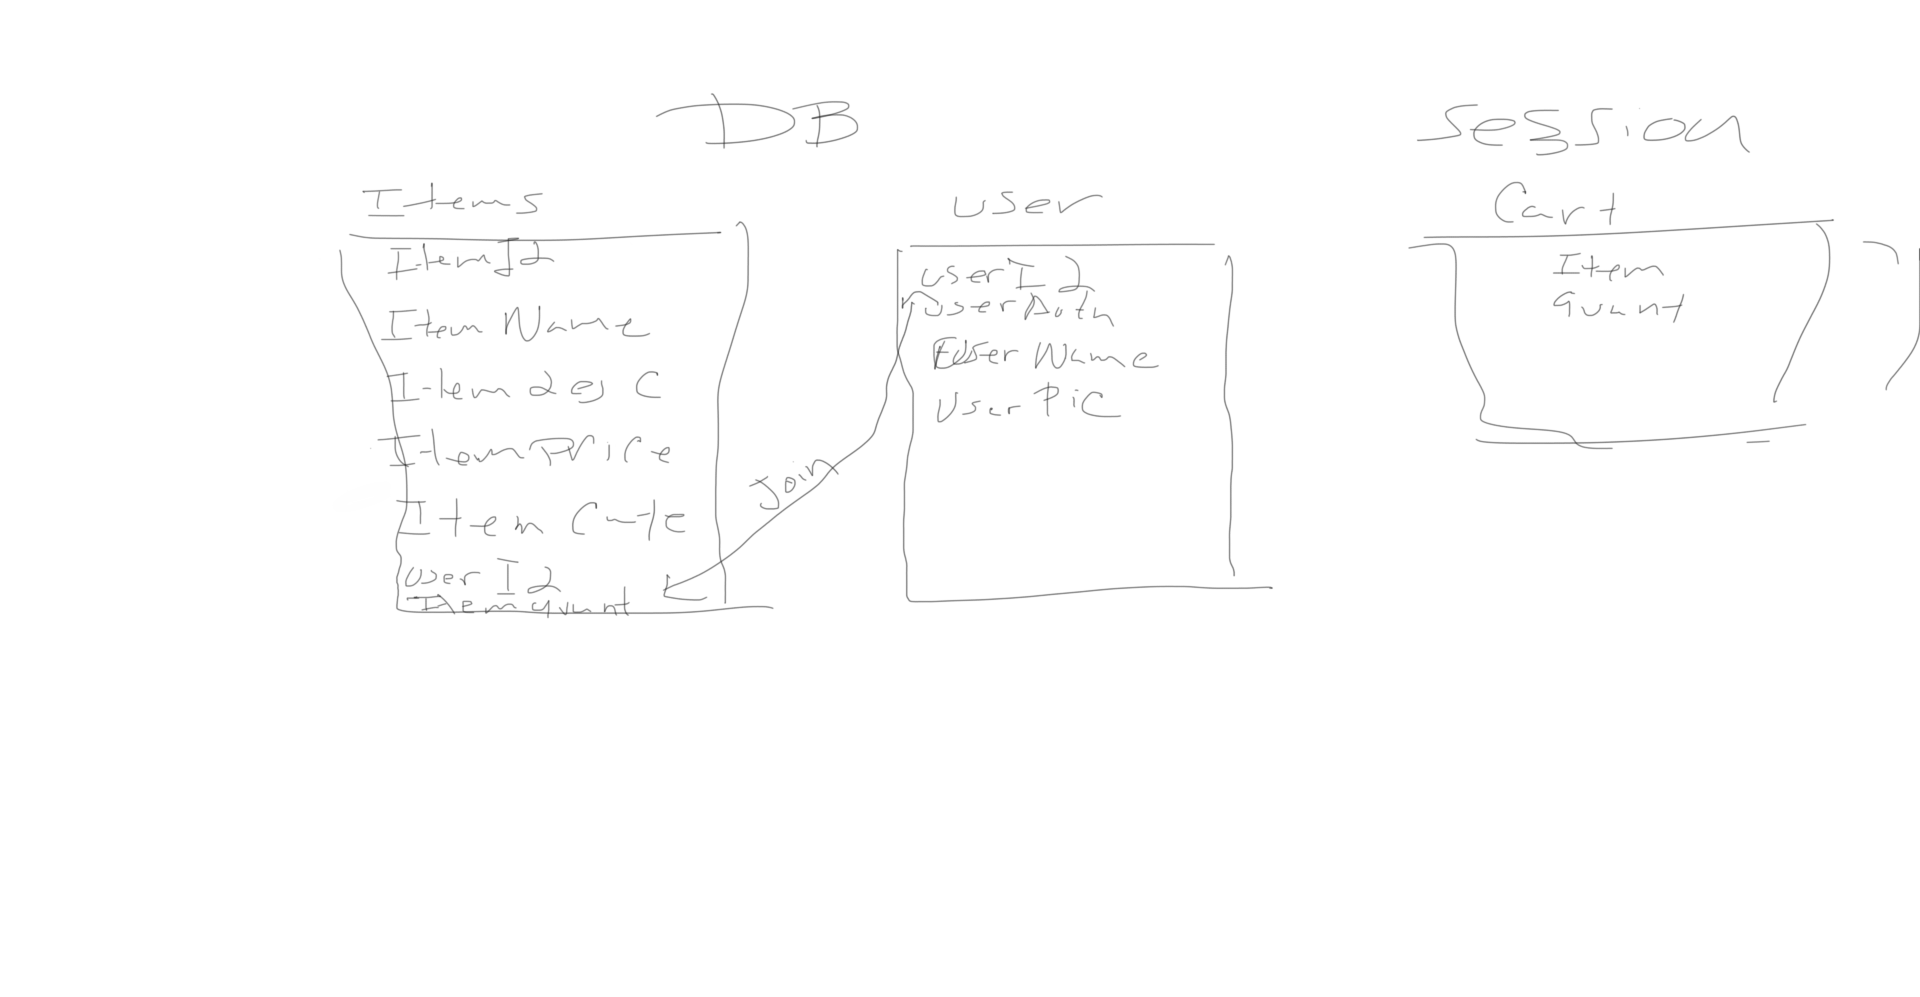 DB
Session
Items
ItemId
Item Name
Item desc
Item Price
Item Cate
user Id
Item quant
Join
user
userId
UserAuth
User Name
User Pic
Cart
Item
Quant